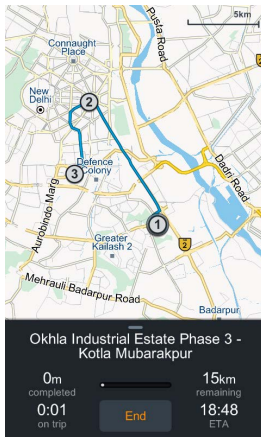 5km
Pusta Road
Connaught
Place
New
Delhi
2
Defence
Colony
3
Dadri Road
Aurobindo Marg
1
2
Greater
Kailash 2
Mehrauli Badarpur Road
Badarpur
Okhla Industrial Estate Phase 3 -
Kotla Mubarakpur
0m
completed
15km
remaining
0:01
on trip
End
18:48
ETA